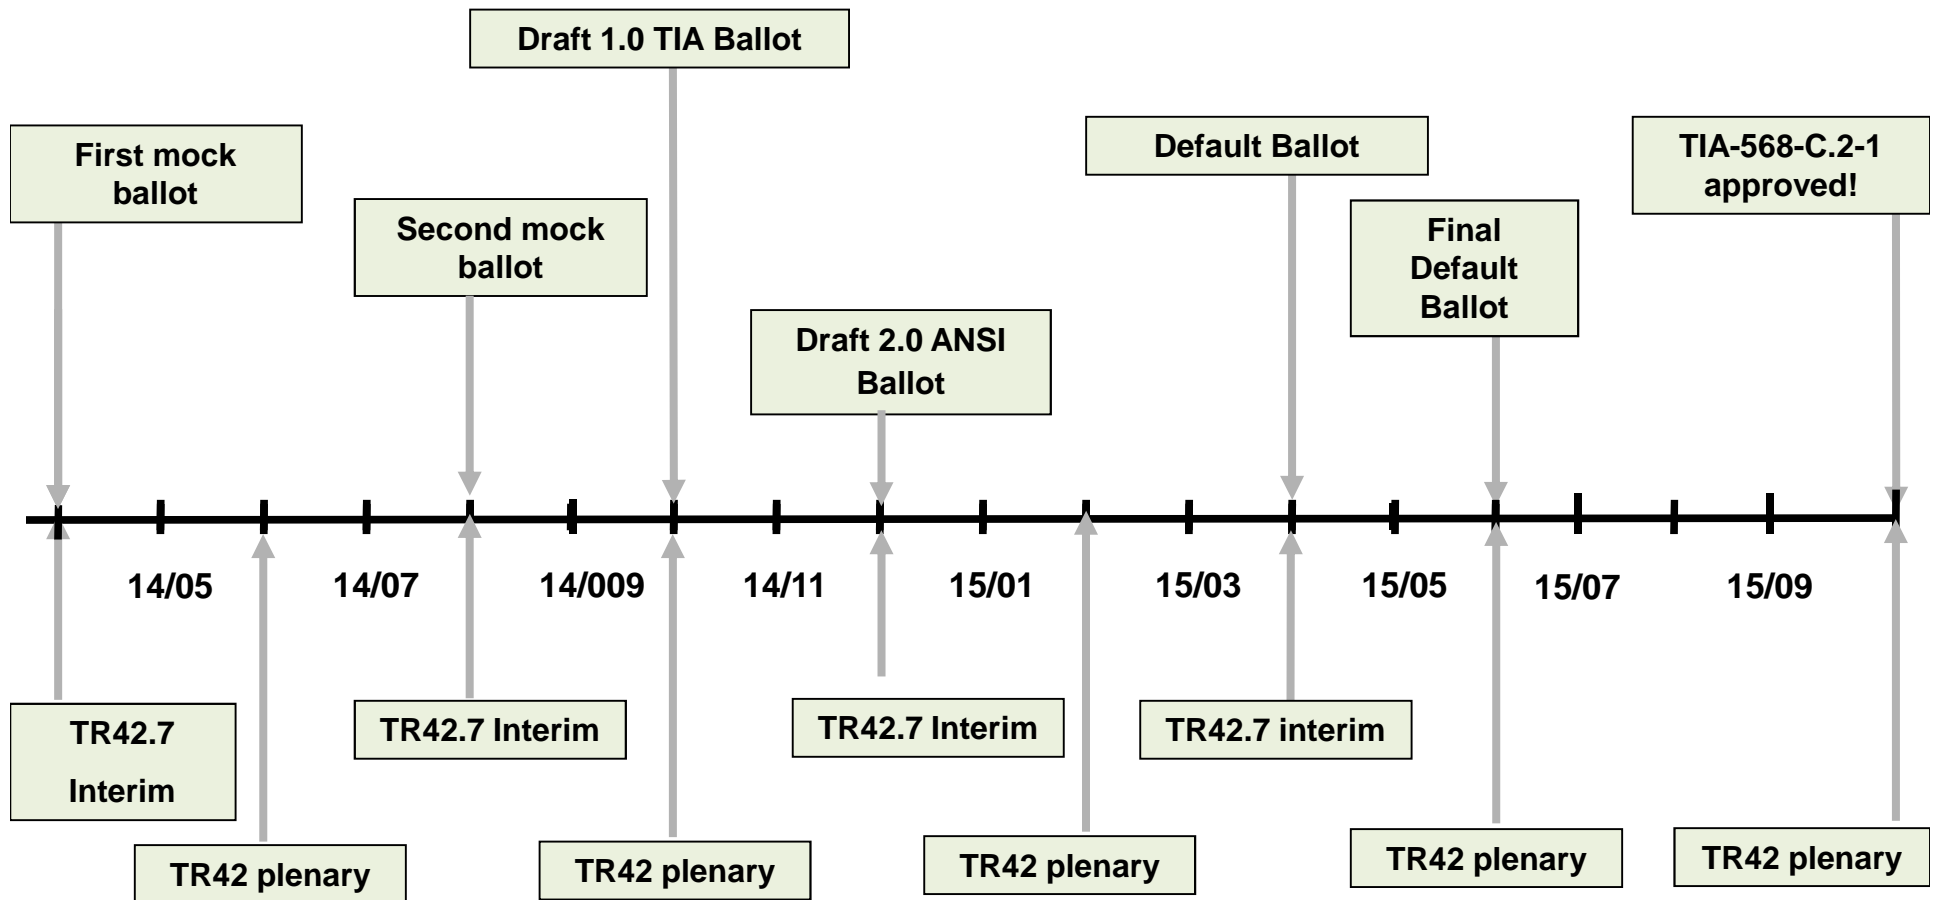 Draft 1.0 TIA Ballot
First mock
ballot
Default Ballot
TIA-568-C.2-1
approved!
Second mock
ballot
Final
Default
Ballot
Draft 2.0 ANSI
Ballot
14/05
14/07
14/009
14/11
15/01
15/03
15/05
15/07
15/09
TR42.7
Interim
TR42.7 Interim
TR42.7 Interim
TR42.7 interim
TR42 plenary
TR42 plenary
TR42 plenary
TR42 plenary
TR42 plenary